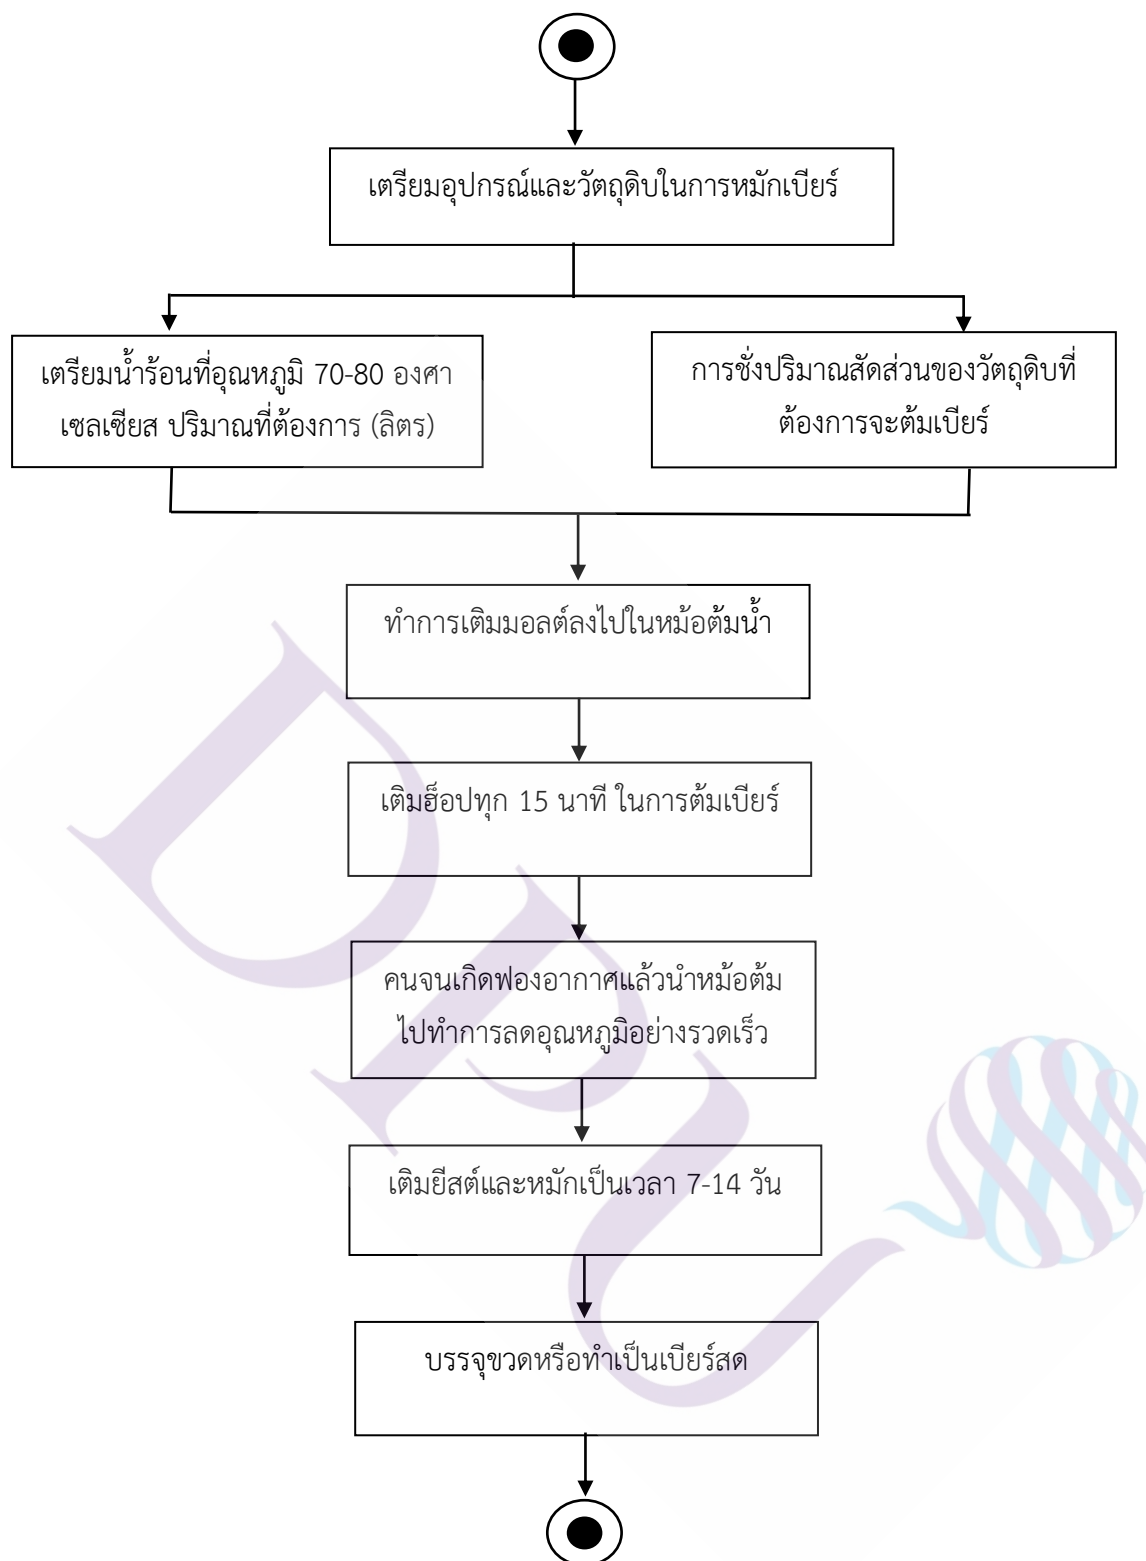 เตรียมอุปกรณ์และวัตถุดิบในการหมักเบียร์
เตรียมน้ำร้อนที่อุณหภูมิ 70-80 องศา
เซลเซียส ปริมาณที่ต้องการ (ลิตร)
การชั่งปริมาณสัดส่วนของวัตถุดิบที่
ต้องการจะต้มเบียร์
ทำการเติมมอลต์ลงไปในหม้อต้มน้ำ
เติมฮ็อปทุก 15 นาที ในการต้มเบียร์
คนจนเกิดฟองอากาศแล้วนำหม้อต้ม
ไปทำการลดอุณหภูมิอย่างรวดเร็ว
เติมยีสต์และหมักเป็นเวลา 7-14 วัน
บรรจุขวดหรือทำเป็นเบียร์สด
DPU